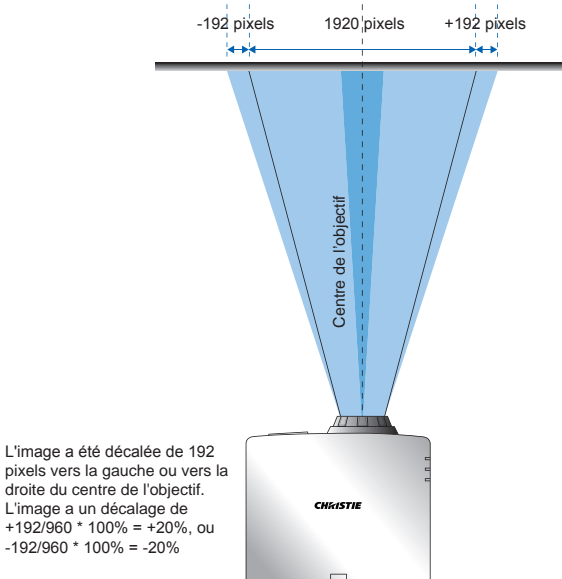 -192 pixels 1920 pixels +192 pixels
Centre de l'objectif
CHRISTIE
L'image a été décalée de 192
pixels vers la gauche ou vers la
droite du centre de l'objectif.
L'image a un décalage de
+192/960 * 100% = +20%, ou
-192/960 * 100% = -20%